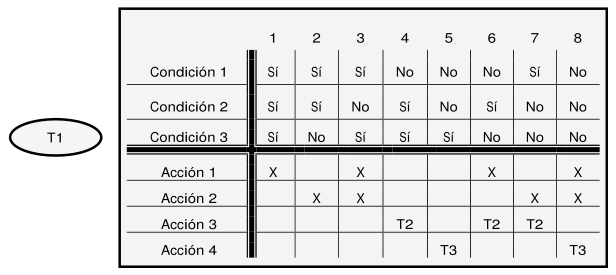 1 2 3 4 5 6 7 8
Condición 1 Sí Sí Sí No No No Sí No
Condición 2 Sí Sí No Sí No Sí No No
T1
Condición 3 Sí No Sí Sí Sí No No No
Acción 1 X X X X
Acción 2 X X X X
Acción 3 T2 T2 T2
Acción 4 T3 T3